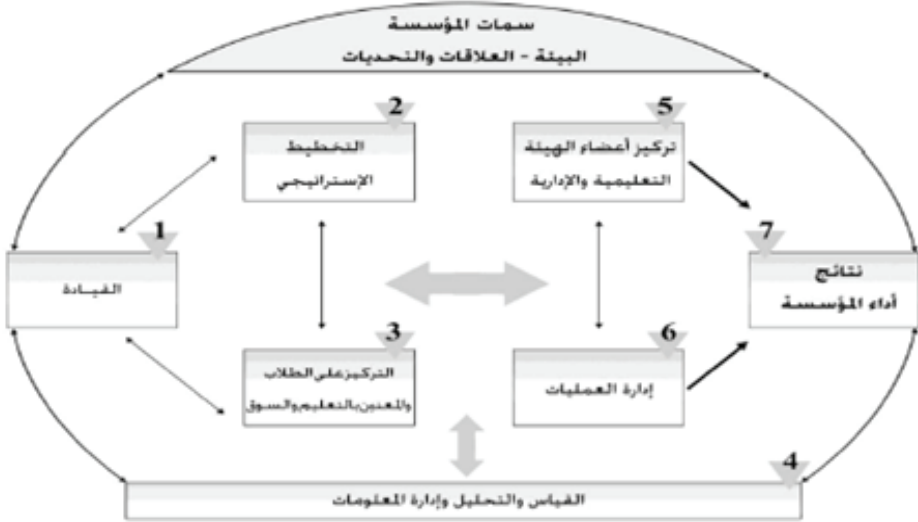 سمات المؤسسة
البيئة - العلاقات والتحديات
2
التخطيط
الإستراتيجي
5
تركيز أعضاء الهيئة
التعليمية والإدارية
1
القيادة
7
نتائج
أداء المؤسسة
3
التركيز على الطلاب
والمعنين بالتعليم والسوق
6
إدارة العمليات
4
القياس والتحليل وإدارة المعلومات